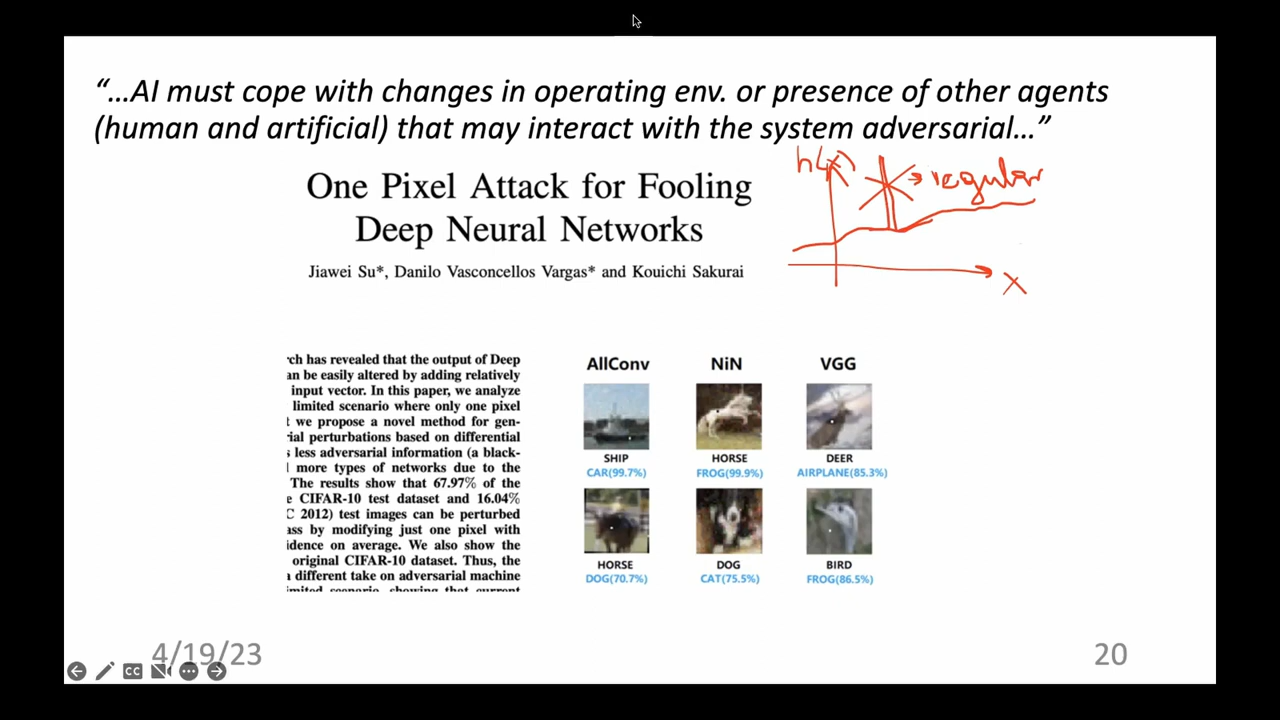 “…AI must cope with changes in operating env. or presence of other agents
(human and artificial) that may interact with the system adversarial…”
One Pixel Attack for Fooling
Deep Neural Networks
Jiawei Su*, Danilo Vasconcellos Vargas* and Kouichi Sakurai
h(x)
regular
x
rch has revealed that the output of Deep
an be easily altered by adding relatively
input vector. In this paper, we analyze
limited scenario where only one pixel
t we propose a novel method for gen-
rial perturbations based on differential
s less adversarial information (a black-
l more types of networks due to the
The results show that 67.97% of the
e CIFAR-10 test dataset and 16.04%
C 2012) test images can be perturbed
ass by modifying just one pixel with
idence on average. We also show the
original CIFAR-10 dataset. Thus, the
a different take on adversarial machine
limited scenario, showing that current
AllConv NiN VGG
SHIP HORSE DEER
CAR(99.7%) FROG(99.9%) AIRPLANE(85.3%)
HORSE DOG BIRD
DOG(70.7%) CAT(75.5%) FROG(86.5%)
4/19/23
20
CC